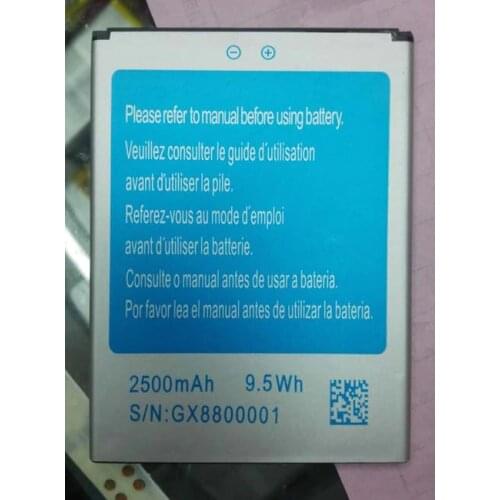 Please refer to manual before using battery.
Veuillez consulter le guide d'utilisation
avant d'utiliser la pile.
Referez-vous au mode d'emploi
avant d'utiliser la batterie.
Consulte o manual antes de usar a bateria.
Por favor lea el manual antes de utilizar la bateria.
2500mAh 9.5Wh
S/N:GX8800001